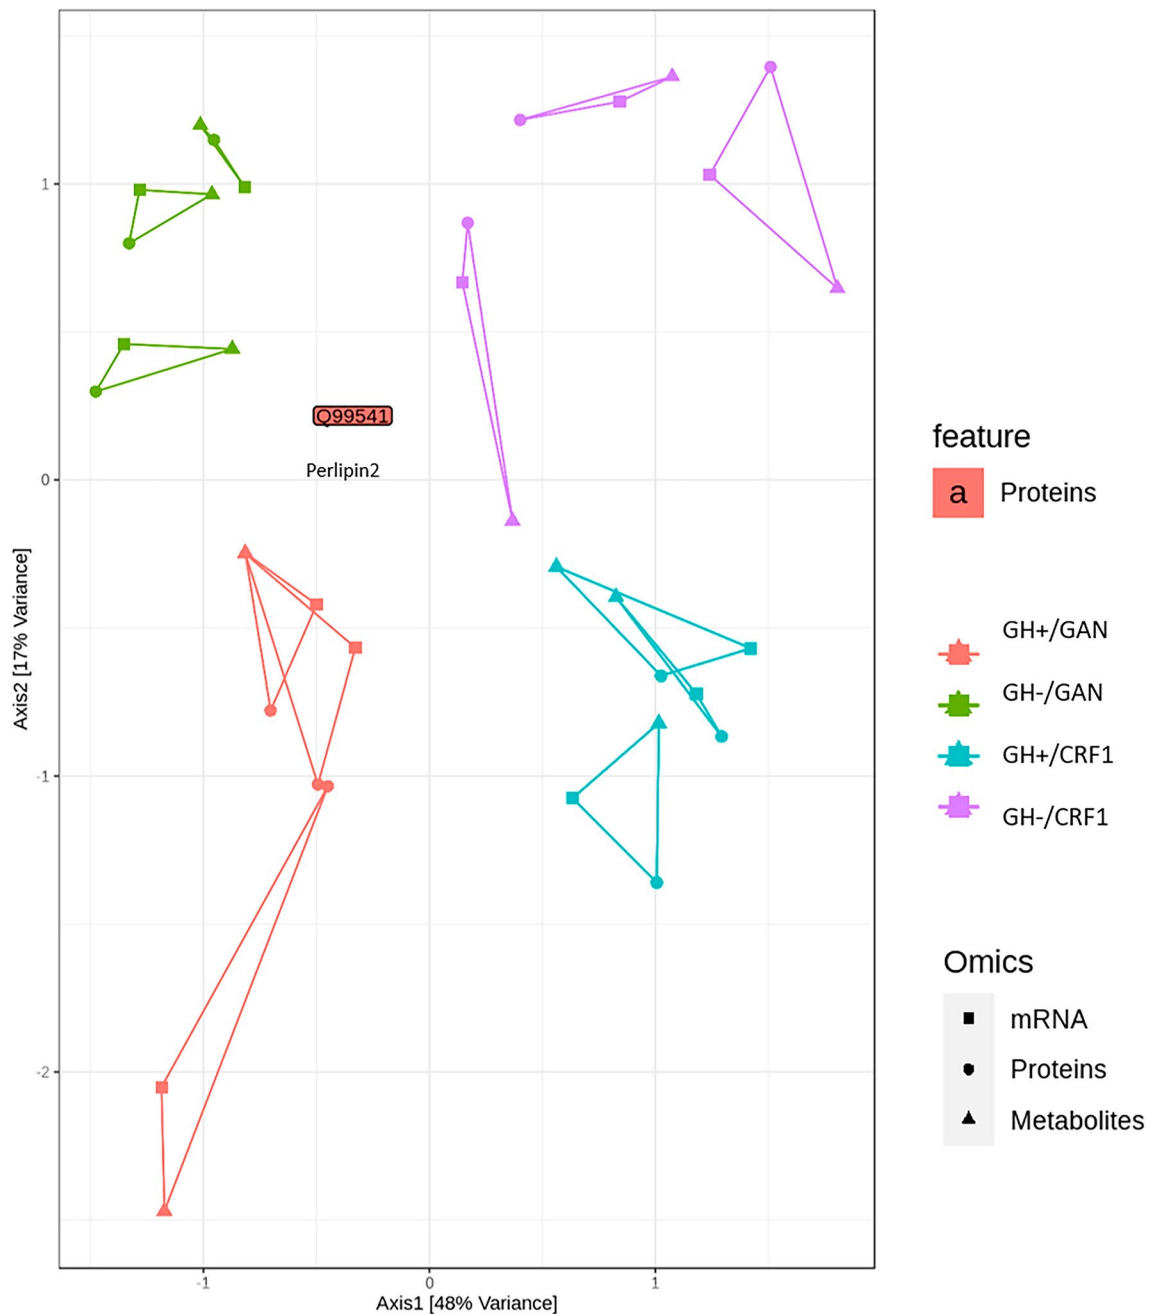 1
0
-1
-2
Axis2 [17% Variance]
-1
0
1
Axis1 [48% Variance]
Q99541
Perlipin2
feature
a Proteins
GH+/GAN
GH-/GAN
GH+/CRF1
GH-/CRF1
Omics
mRNA
Proteins
Metabolites